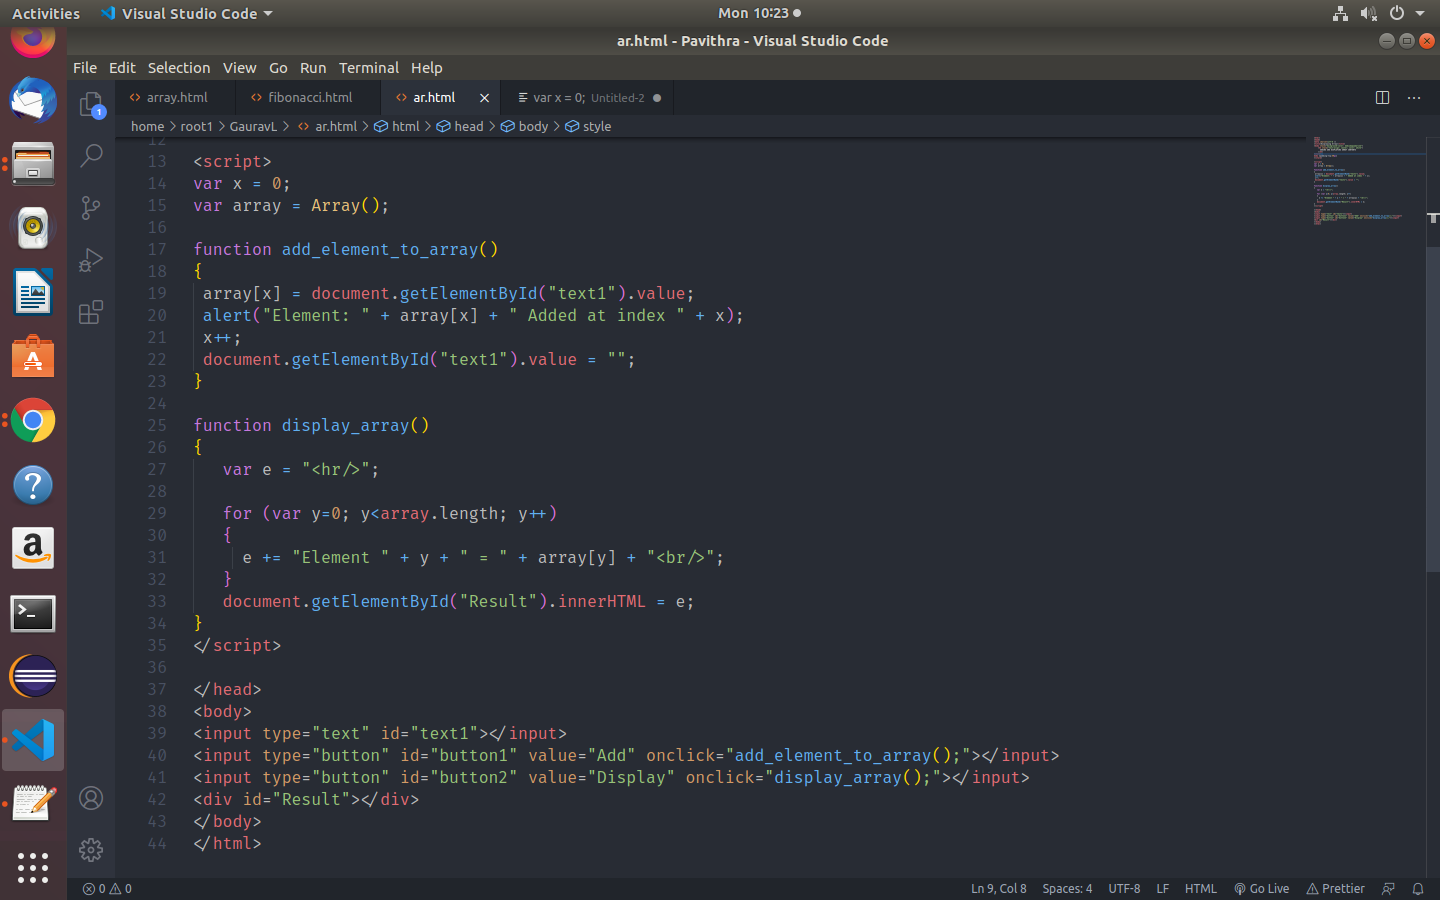 Activities Visual Studio Code Mon 10:23
ar.html - Pavithra - Visual Studio Code
File Edit Selection View Go Run Terminal Help
array.html fibonacci.html ar.html var x = 0; Untitled-2
home > root1 > GauravL > ar.html > html > head > body > style
1
12
13 <script>
14 var x = 0;
15 var array = Array();
16
17 function add_element_to_array()
18 {
19 array[x] = document.getElementById("text1").value;
20 alert("Element: " + array[x] + " Added at index " + x);
21 x++;
22 document.getElementById("text1").value = "";
23 }
24
25 function display_array()
26 {
27 var e = "<hr/>";
28
29 for (var y=0; y<array.length; y++)
30 {
31 e += "Element " + y + " = " + array[y] + "<br/>";
32 }
33 document.getElementById("Result").innerHTML = e;
34 }
35 </script>
36
37 </head>
38 <body>
39 <input type="text" id="text1"></input>
40 <input type="button" id="button1" value="Add" onclick="add_element_to_array();"></input>
41 <input type="button" id="button2" value="Display" onclick="display_array();"></input>
42 <div id="Result"></div>
43 </body>
44 </html>
0 0 Ln 9, Col 8 Spaces: 4 UTF-8 LF HTML Go Live Prettier